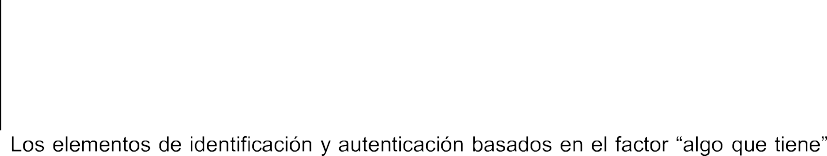 Los elementos de identificación y autenticación basados en el factor “algo que tiene”